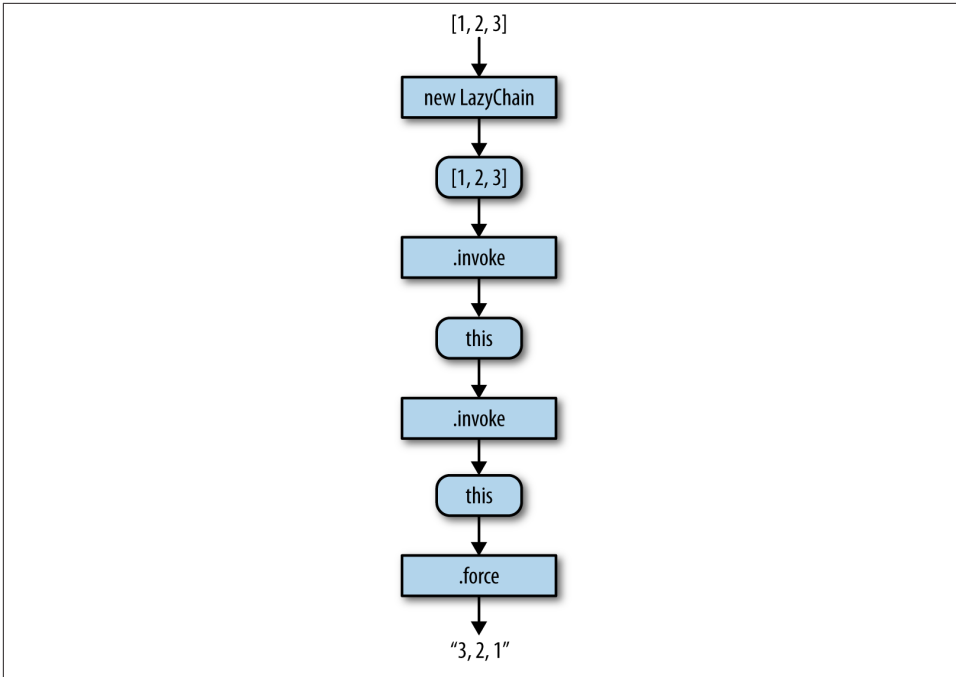 [1, 2, 3]
new LazyChain
[1, 2, 3]
.invoke
this
.invoke
this
.force
“3, 2, 1”